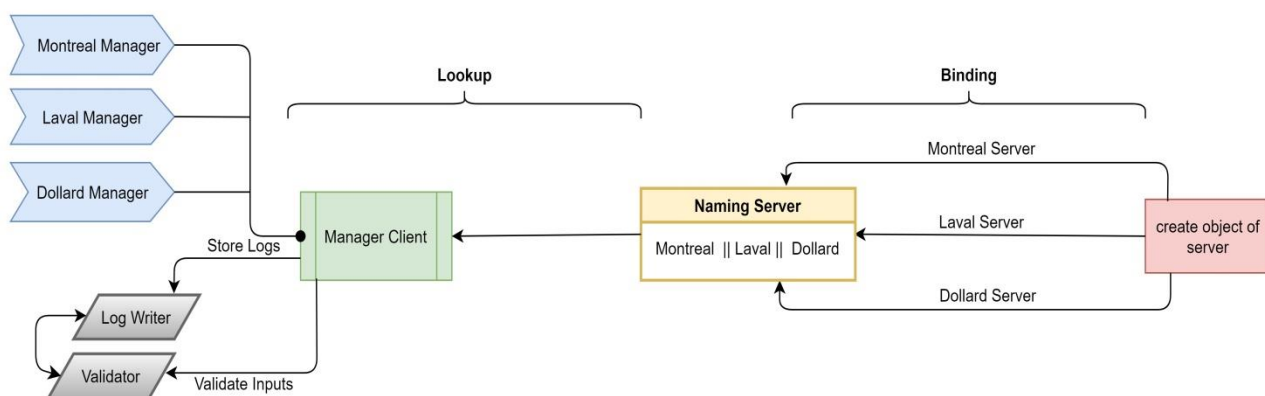 Montreal Manager
Laval Manager
Dollard Manager
Lookup
Binding
Montreal Server
Naming Server
Montreal || Laval || Dollard
Laval Server
Dollard Server
create object of
server
Manager Client
Store Logs
Log Writer
Validator
Validate Inputs